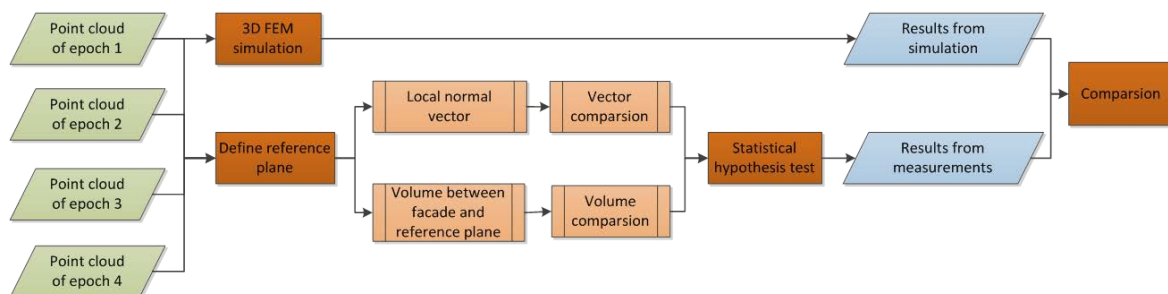 Point cloud
of epoch 1
Point cloud
of epoch 2
Point cloud
of epoch 3
Point cloud
of epoch 4
3D FEM
simulation
Define reference
plane
Local normal
vector
Volume between
facade and
reference plane
Vector
comparsion
Volume
comparsion
Statistical
hypothesis test
Results from
simulation
Results from
measurements
Comparsion